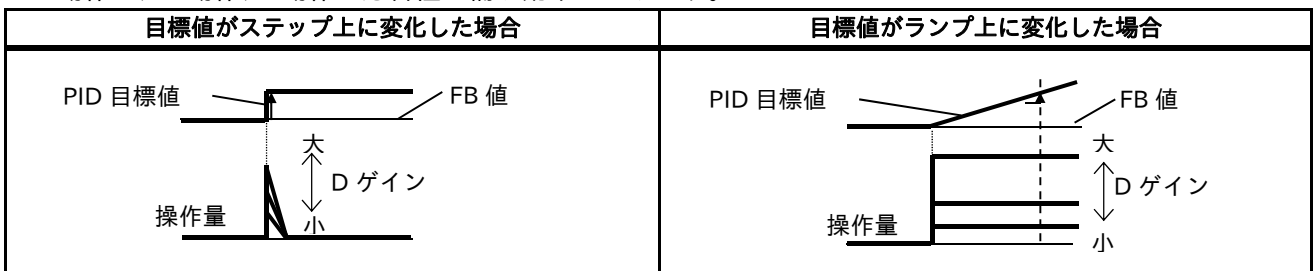 目標値がステップ上に変化した場合
目標値がランプ上に変化した場合
PID 目標値
FB 値
大
D ゲイン
小
操作量
PID 目標値
FB 値
大
D ゲイン
小
操作量